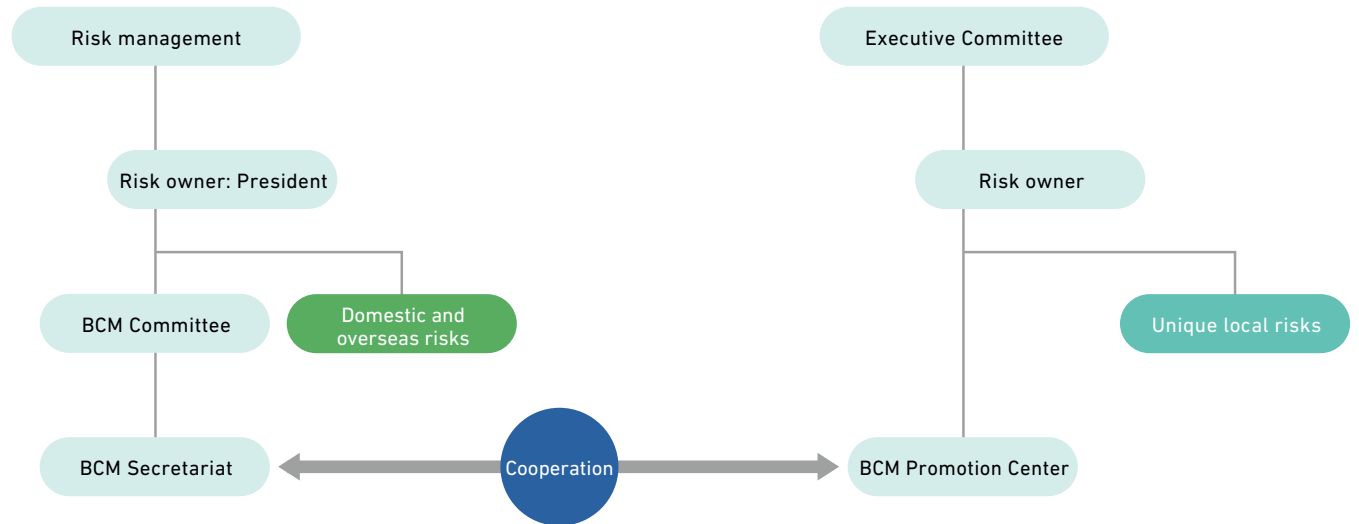 Risk management
Executive Committee
Risk owner: President
Risk owner
BCM Committee
Domestic and
overseas risks
Unique local risks
BCM Secretariat
Cooperation
BCM Promotion Center